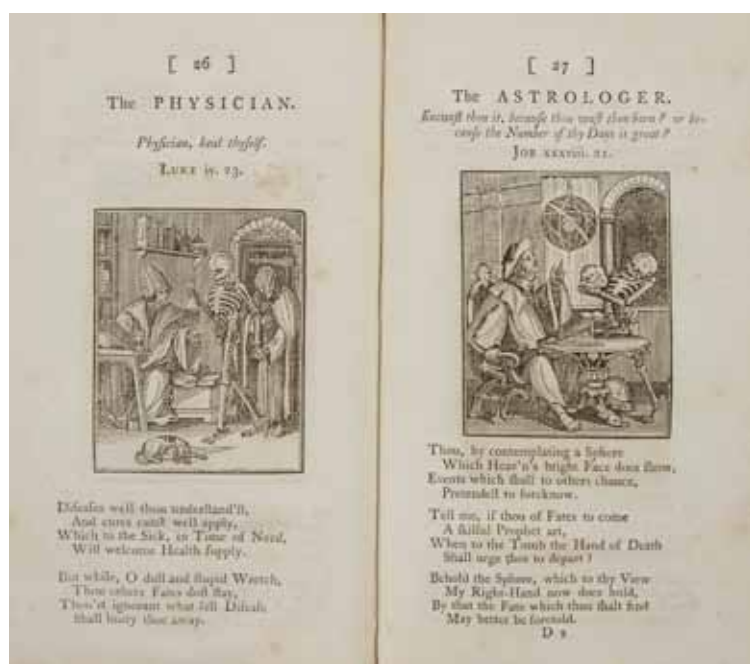 [ 26 ]
The PHYSICIAN.
Phyſician, heal thyſelf.
LUKE iv. 23.
Diſeaſes well thou underſtand'ſt,
And cures canſt well apply,
Which to the Sick, in Time of Need,
Will welcome Health ſupply.
But while, O dull and ſtupid Wretch,
Thou others Fates doſt ſtay,
Thou'rt ignorant what fell Diſeaſe
Shall hurry thee away.
[ 27 ]
The ASTROLOGER.
Knoweſt thou it, becauſe thou waſt then born? or be-
cauſe the Number of thy Days is great?
JOB xxxviii. 21.
Thou, by contemplating a Sphere
Which Heav'n's bright Face does ſhow,
Events which ſhall to others chance,
Pretendeſt to foreknow.
Tell me, if thou of Fates to come
A ſkilful Prophet art,
When to the Tomb the Hand of Death
Shall urge thee to depart?
Behold the Sphere, which to thy View
My Right-Hand now does hold,
By that the Fate which thou ſhalt find
May better be foretold.
D 2